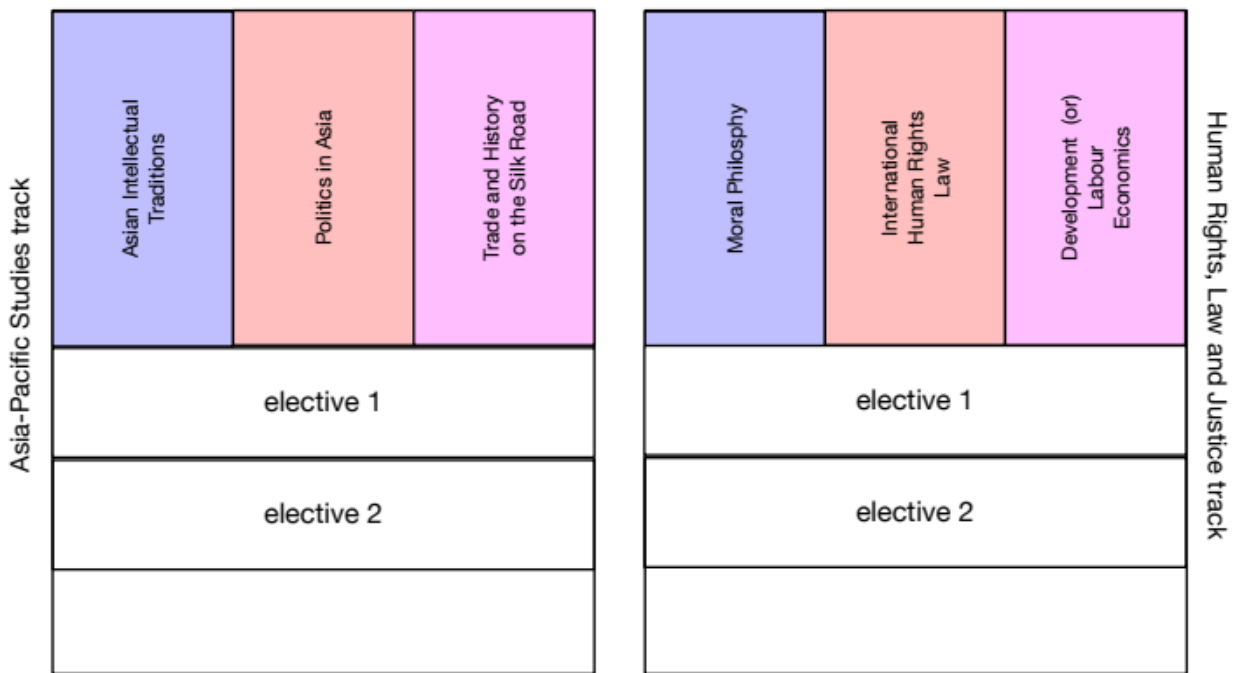 Asia-Pacific Studies track
Asian Intellectual
Traditions
Politics in Asia
Trade and History
on the Silk Road
elective 1
elective 2
Moral Philosphy
International
Human Rights
Law
Development (or)
Labour
Economics
elective 1
elective 2
Human Rights, Law and Justice track